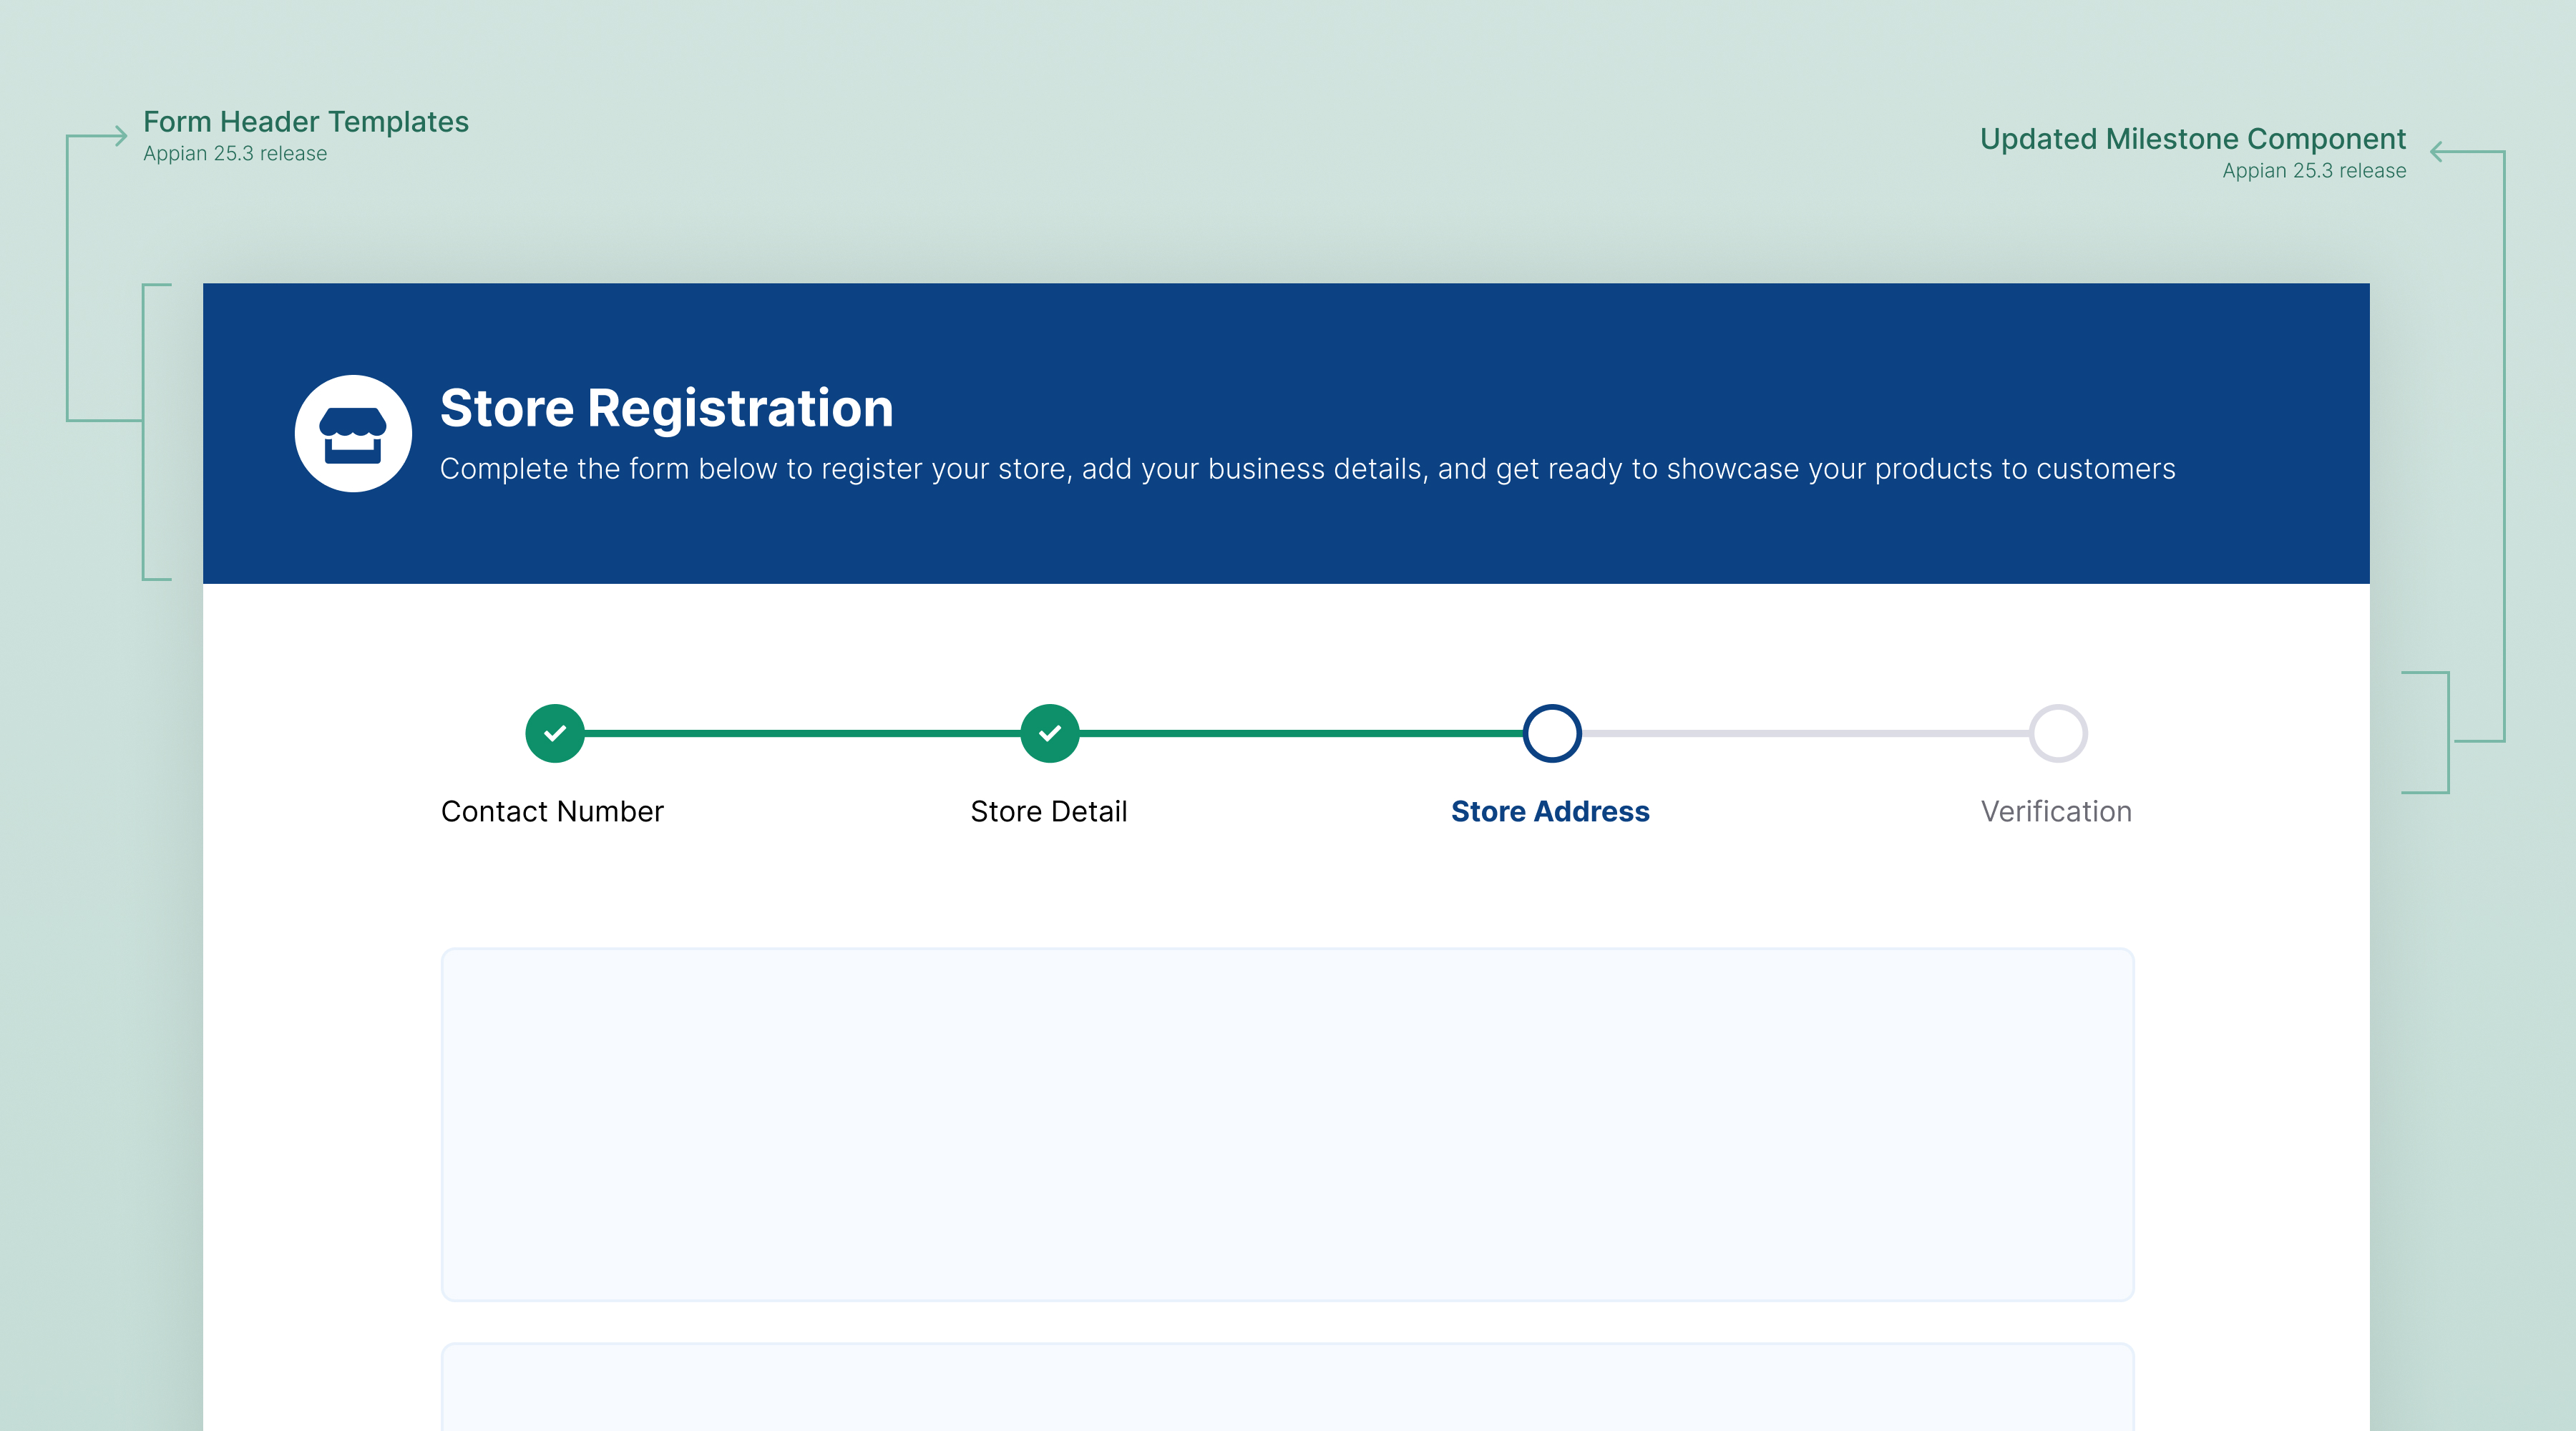 Form Header Templates
Appian 25.3 release
Updated Milestone Component
Appian 25.3 release
Store Registration
Complete the form below to register your store, add your business details, and get ready to showcase your products to customers
Contact Number
Store Detail
Store Address
Verification